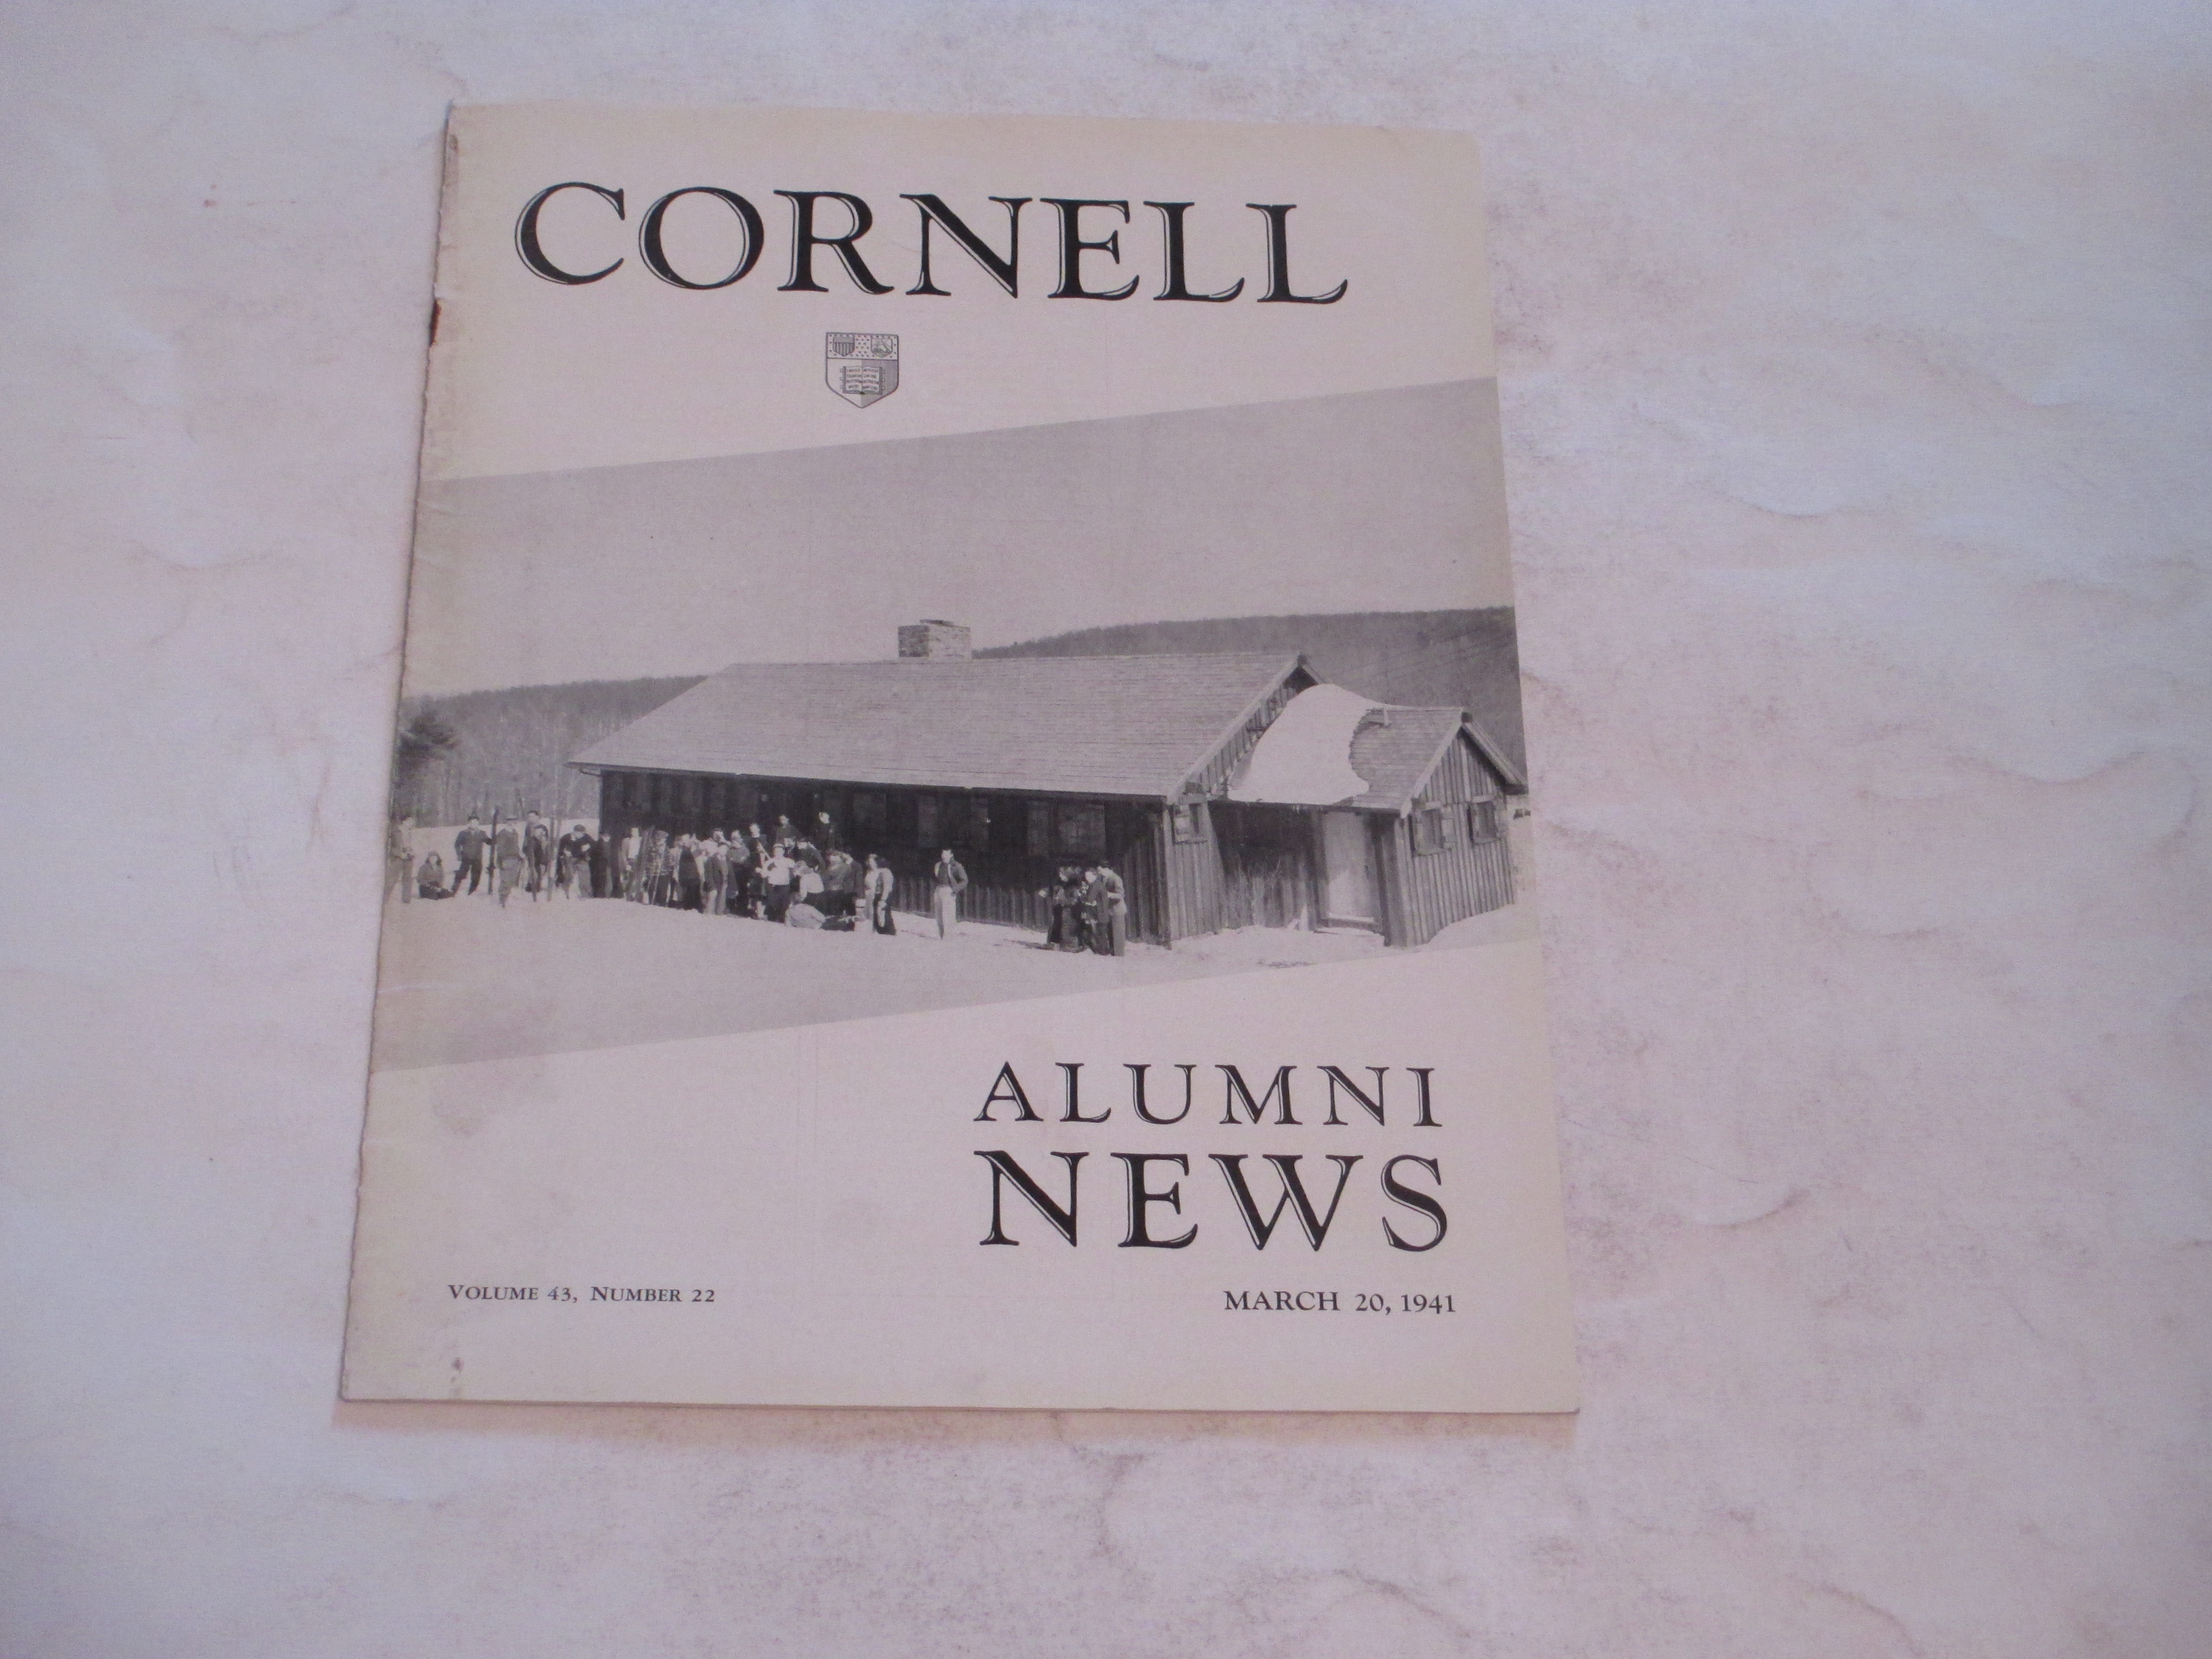 CORNELL
ALUMNI
NEWS
VOLUME 43, NUMBER 22
MARCH 20, 1941